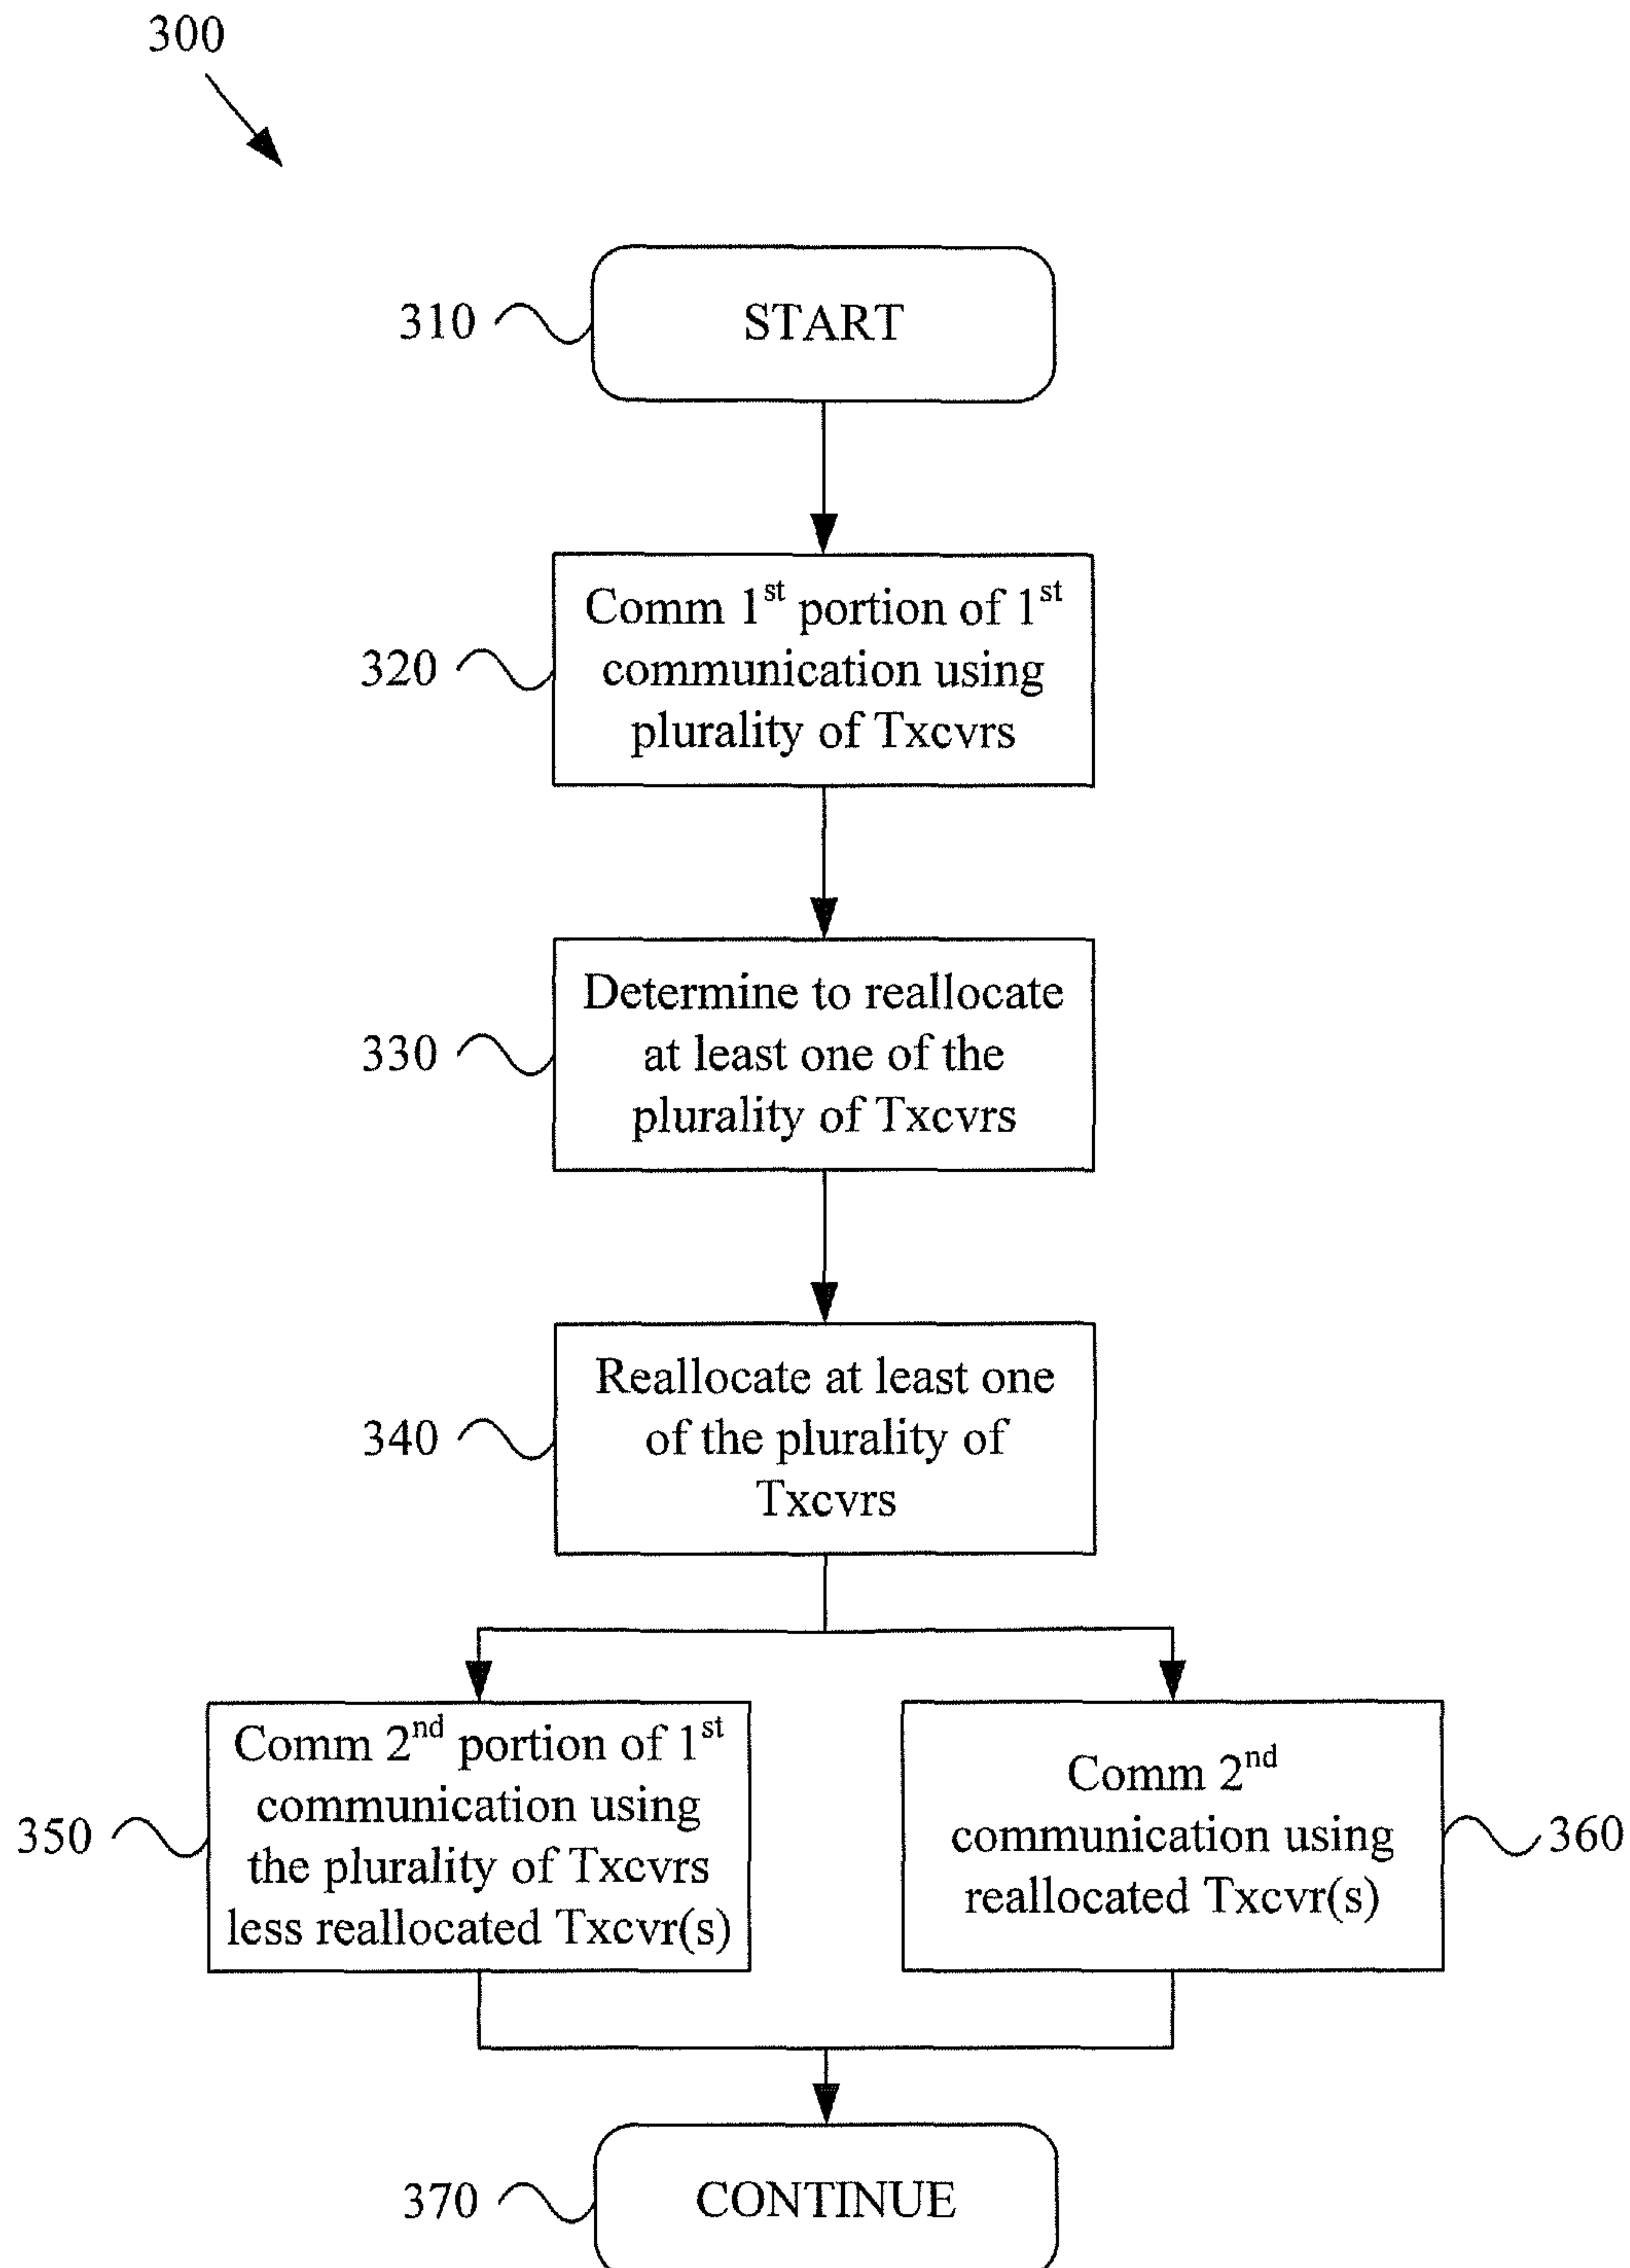 300
310
START
320
Comm 1st portion of 1st
communication using
plurality of Txcvrs
330
Determine to reallocate
at least one of the
plurality of Txcvrs
340
Reallocate at least one
of the plurality of
Txcvrs
350
Comm 2nd portion of 1st
communication using
the plurality of Txcvrs
less reallocated Txcvr(s)
Comm 2nd
communication using
reallocated Txcvr(s)
360
370
CONTINUE